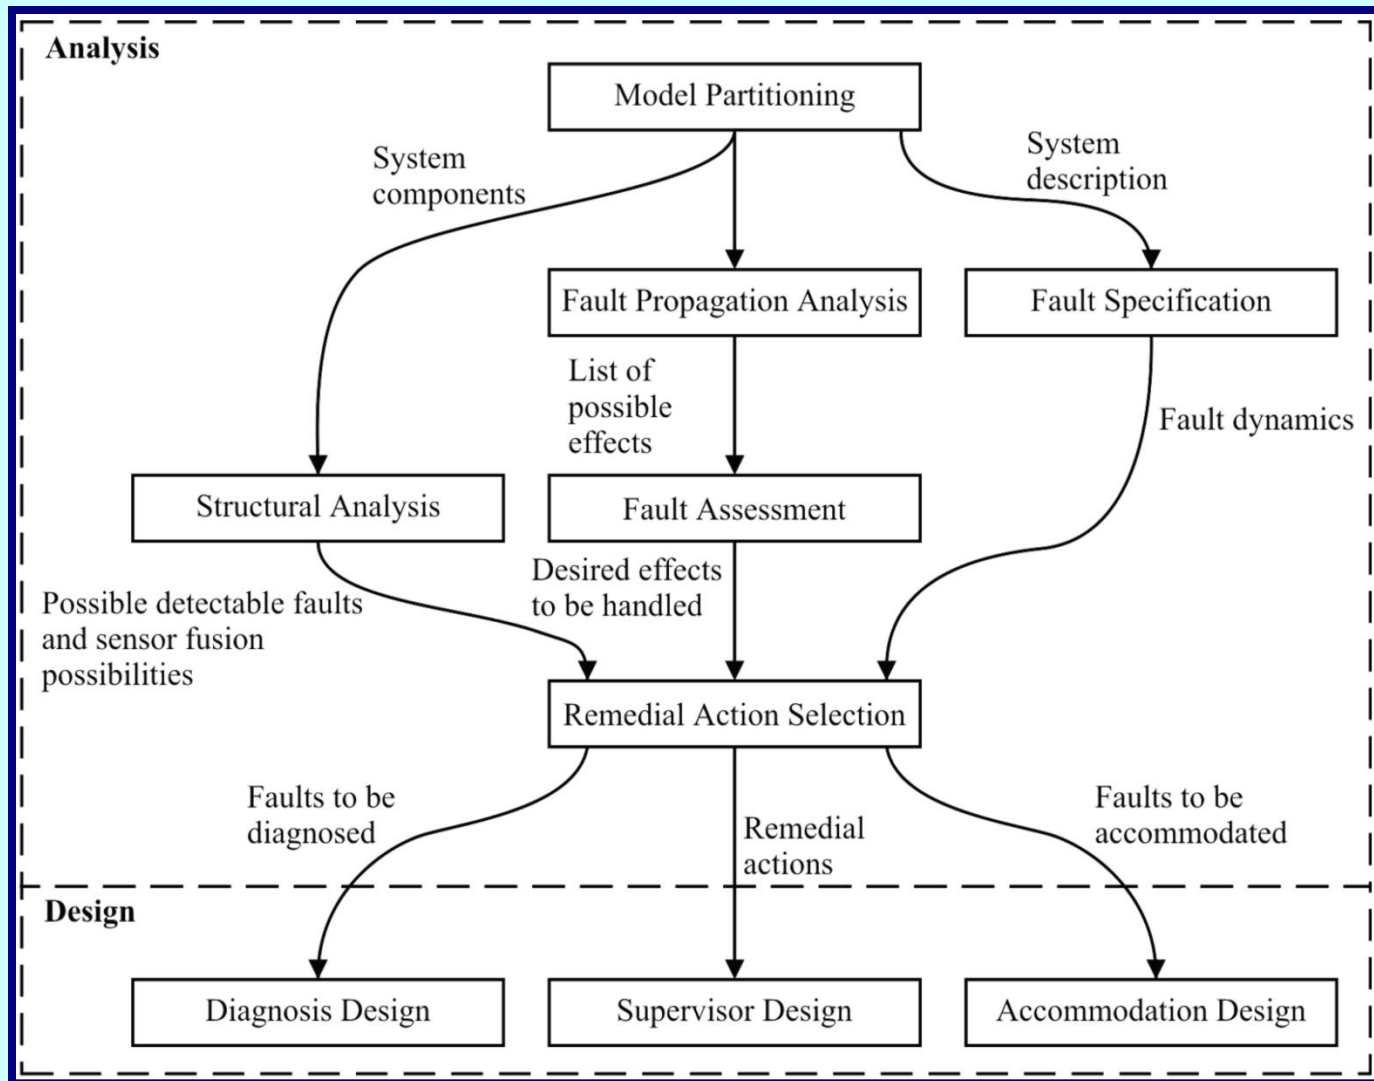 Analysis
Model Partitioning
System
components
System
description
Fault Propagation Analysis
Fault Specification
List of
possible
effects
Fault dynamics
Structural Analysis
Fault Assessment
Desired effects
to be handled
Possible detectable faults
and sensor fusion
possibilities
Remedial Action Selection
Faults to be
diagnosed
Remedial
actions
Faults to be
accommodated
Design
Diagnosis Design
Supervisor Design
Accommodation Design